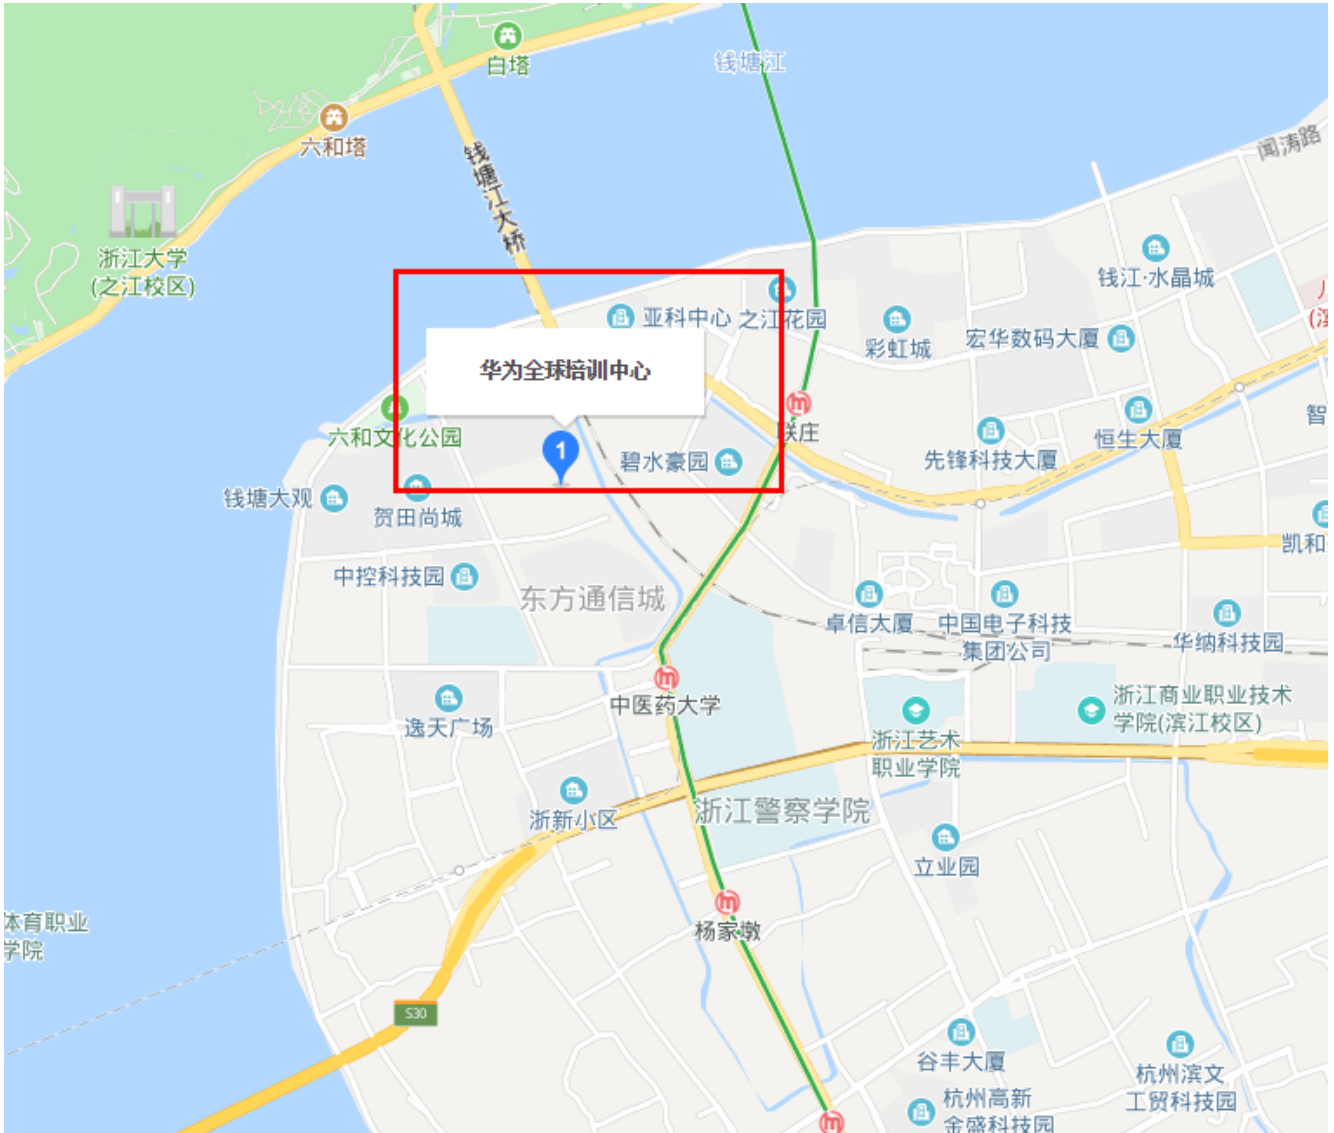 白塔
钱塘江
六和塔
闻涛路
钱塘江大桥
浙江大学
(之江校区)
钱江·水晶城
亚科中心
之江花园
彩虹城
宏华数码大厦
华为全球培训中心
1
六和文化公园
联庄
恒生大厦
智
碧水豪园
先锋科技大厦
钱塘大观
贺田尚城
凯和
中控科技园
东方通信城
卓信大厦
中国电子科技
集团公司
华纳科技园
中医药大学
逸天广场
浙江艺术
职业学院
浙江商业职业技术
学院(滨江校区)
浙新小区
浙江警察学院
立业园
体育职业
学院
杨家墩
S30
谷丰大厦
杭州滨文
工贸科技园
杭州高新
金盛科技园